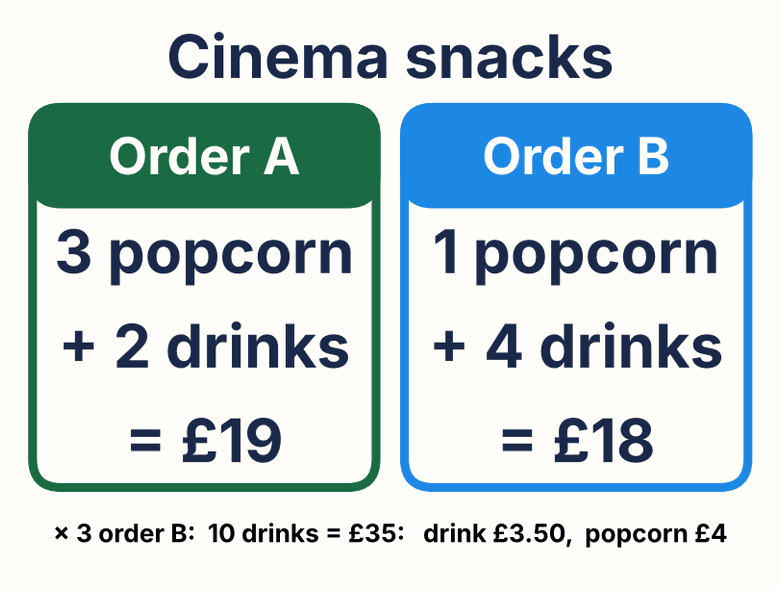 Cinema snacks
Order A
3 popcorn
+ 2 drinks
= £19
Order B
1 popcorn
+ 4 drinks
= £18
× 3 order B: 10 drinks = £35: drink £3.50, popcorn £4